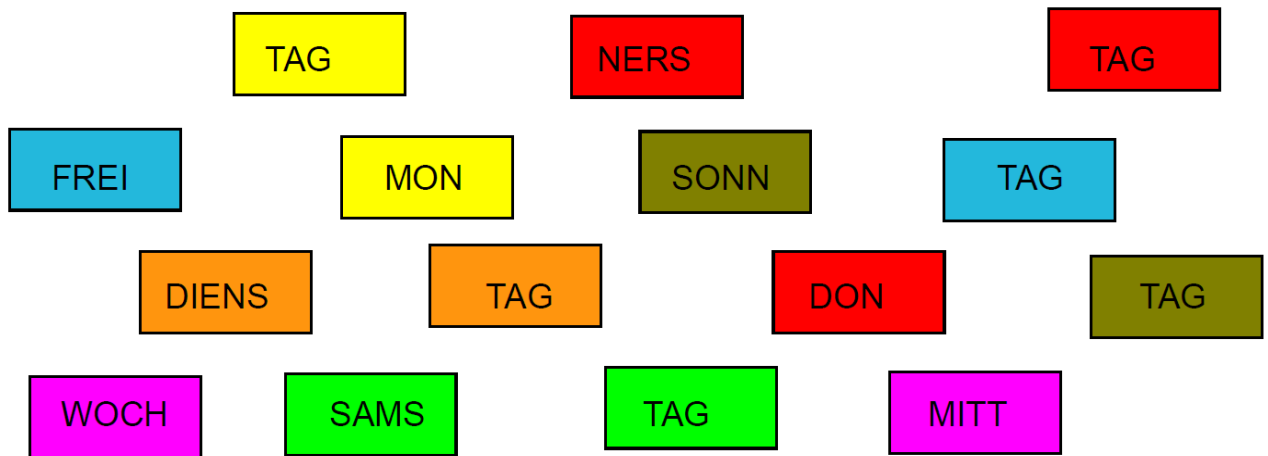 TAG NERS TAG
FREI MON SONN TAG
DIENS TAG DON TAG
WOCH SAMS TAG MITT